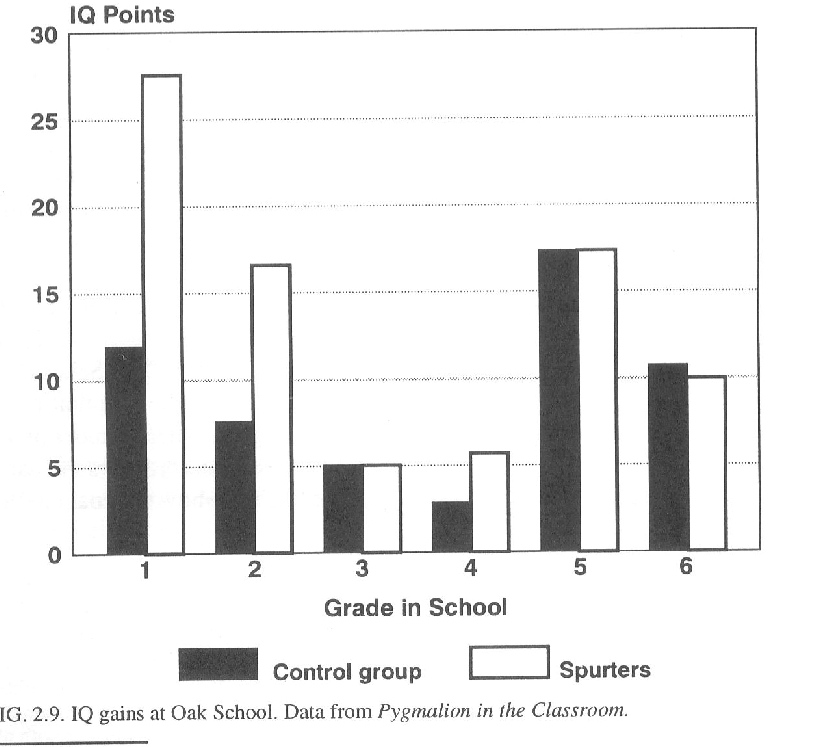 IQ Points
30
25
20
15
10
5
0
1 2 3 4 5 6
Grade in School
Control group Spurters
IG. 2.9. IQ gains at Oak School. Data from Pygmalion in the Classroom.